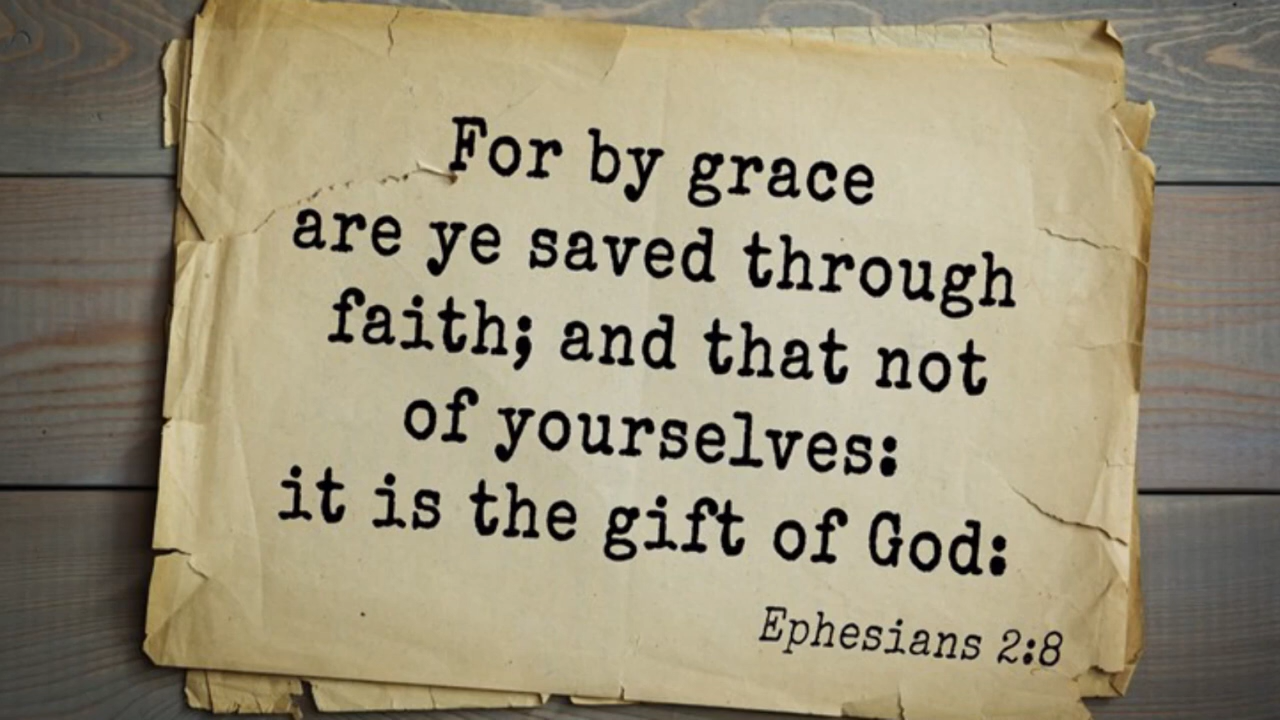 For by grace
are ye saved through
faith; and that not
of yourselves:
it is the gift of God:
Ephesians 2:8